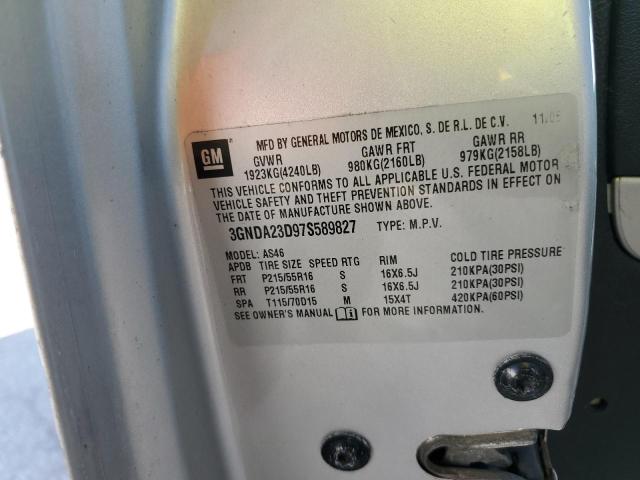 GM MFD BY GENERAL MOTORS DE MEXICO, S. DE R.L. DE C.V. 11/06
GVWR GAWR FRT GAWR RR
1923KG(4240LB) 980KG(2160LB) 979KG(2158LB)
THIS VEHICLE CONFORMS TO ALL APPLICABLE U.S. FEDERAL MOTOR
VEHICLE SAFETY AND THEFT PREVENTION STANDARDS IN EFFECT ON
THE DATE OF MANUFACTURE SHOWN ABOVE.
3GNDA23D97S589827 TYPE: M.P.V.
MODEL: AS46
APDB TIRE SIZE SPEED RTG RIM COLD TIRE PRESSURE
FRT P215/55R16 S 16X6.5J 210KPA(30PSI)
RR P215/55R16 S 16X6.5J 210KPA(30PSI)
SPA T115/70D15 M 15X4T 420KPA(60PSI)
SEE OWNER'S MANUAL FOR MORE INFORMATION.